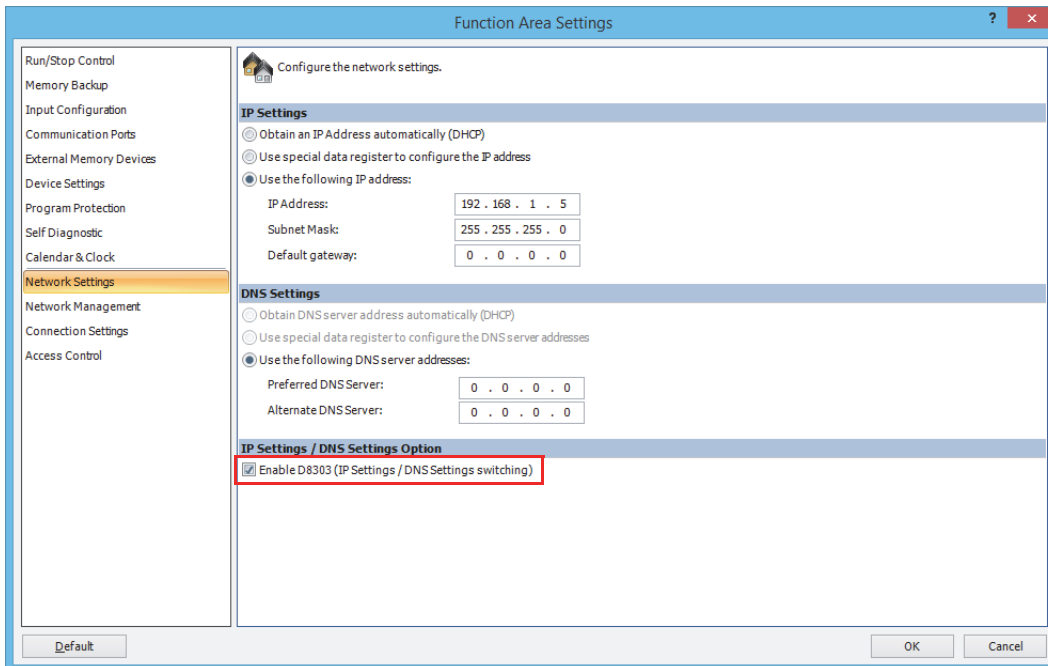 Function Area Settings
?
Run/Stop Control
Memory Backup
Input Configuration
Communication Ports
External Memory Devices
Device Settings
Program Protection
Self Diagnostic
Calendar & Clock
Network Settings
Network Management
Connection Settings
Access Control
Configure the network settings.
IP Settings
Obtain an IP Address automatically (DHCP)
Use special data register to configure the IP address
Use the following IP address:
IP Address: 192 . 168 . 1 . 5
Subnet Mask: 255 . 255 . 255 . 0
Default gateway: 0 . 0 . 0 . 0
DNS Settings
Obtain DNS server address automatically (DHCP)
Use special data register to configure the DNS server addresses
Use the following DNS server addresses:
Preferred DNS Server: 0 . 0 . 0 . 0
Alternate DNS Server: 0 . 0 . 0 . 0
IP Settings / DNS Settings Option
Enable D8303 (IP Settings / DNS Settings switching)
Default
OK
Cancel